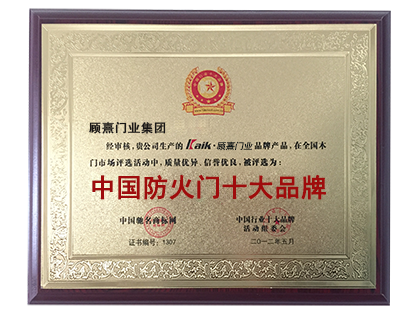 顾熹门业集团
经审核，贵公司生产的 Kaik·顾熹门业 品牌产品，在全国木
门市场评选活动中，质量优异、信誉优良，被评选为：
中国防火门十大品牌
中国驰名商标网
中国行业十大品牌
活动组委会
证书编号：1307
二〇一二年五月